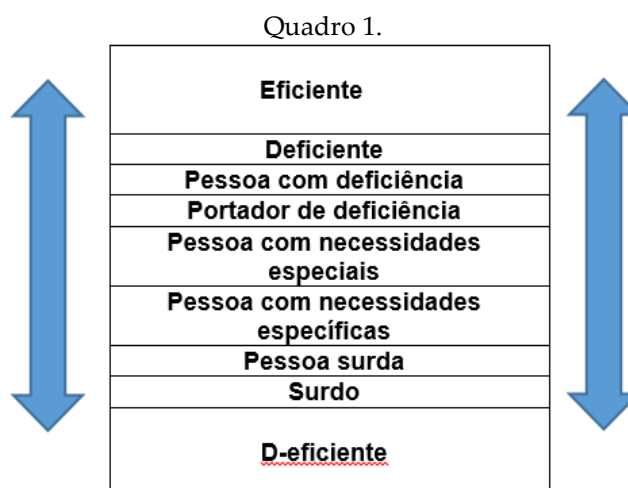 Quadro 1.
Eficiente
Deficiente
Pessoa com deficiência
Portador de deficiência
Pessoa com necessidades
especiais
Pessoa com necessidades
específicas
Pessoa surda
Surdo
D-eficiente